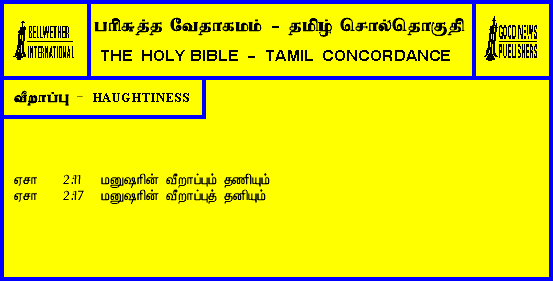 BELLWETHER
INTERNATIONAL
பரிசுத்த வேதாகமம் - தமிழ் சொல்தொகுதி
THE HOLY BIBLE - TAMIL CONCORDANCE
GOOD NEWS
PUBLISHERS
வீறாப்பு - HAUGHTINESS
ஏசா 2:11 மனுஷரின் வீறாப்பும் தணியும்
ஏசா 2:17 மனுஷரின் வீறாப்புத் தனியும்